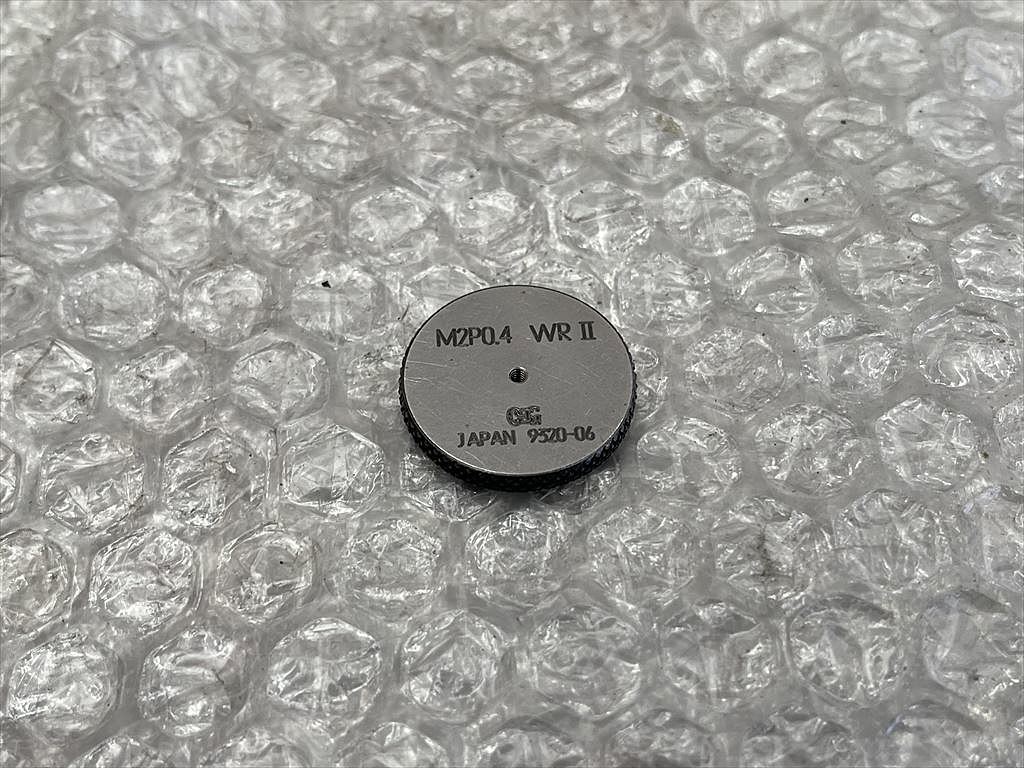 M2P0.4 WR II
OSG
JAPAN 9520-06